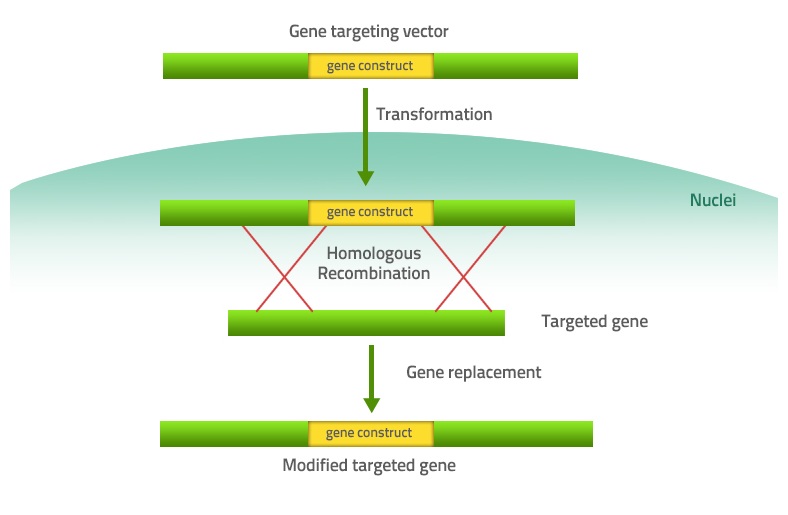 Gene targeting vector
gene construct
Transformation
Nuclei
gene construct
Homologous
Recombination
Targeted gene
Gene replacement
gene construct
Modified targeted gene